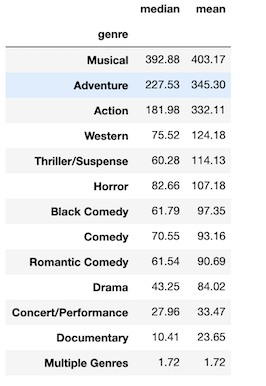 median mean
genre
Musical 392.88 403.17
Adventure 227.53 345.30
Action 181.98 332.11
Western 75.52 124.18
Thriller/Suspense 60.28 114.13
Horror 82.66 107.18
Black Comedy 61.79 97.35
Comedy 70.55 93.16
Romantic Comedy 61.54 90.69
Drama 43.25 84.02
Concert/Performance 27.96 33.47
Documentary 10.41 23.65
Multiple Genres 1.72 1.72